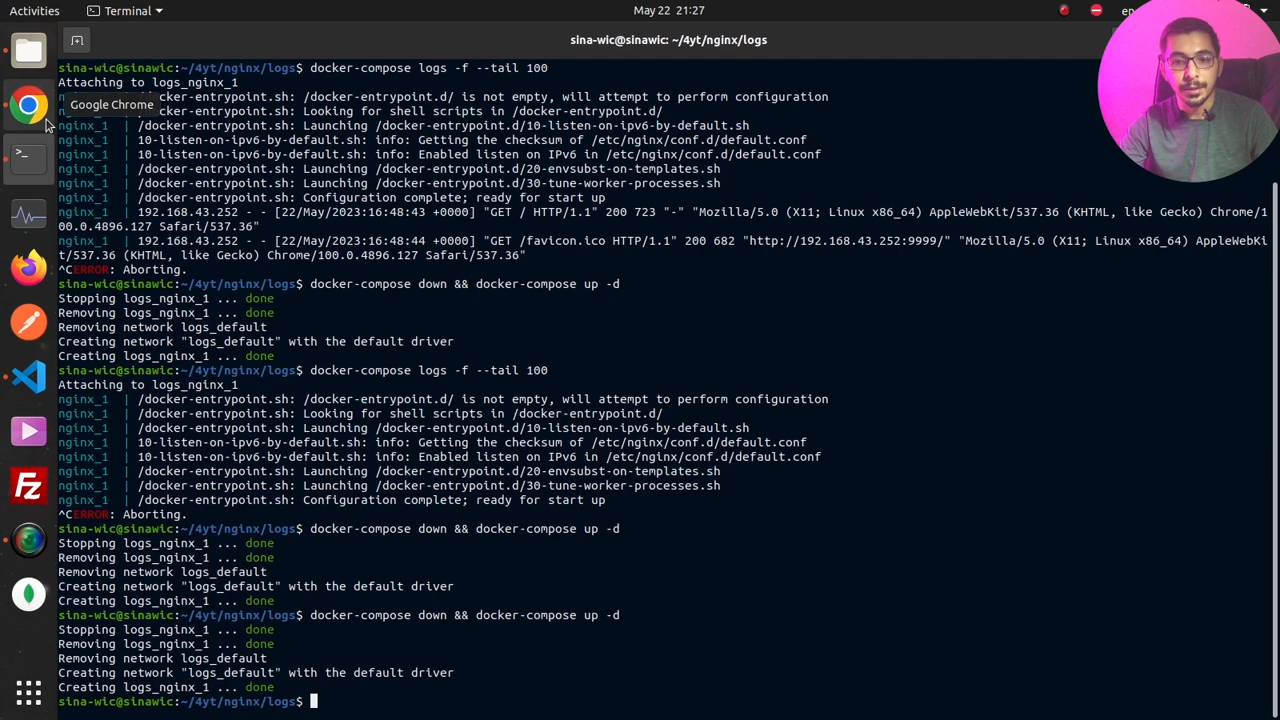 Activities
Terminal
May 22 21:27
en
sina-wic@sinawic: ~/4yt/nginx/logs
sina-wic@sinawic:~/4yt/nginx/logs$ docker-compose logs -f --tail 100
Attaching to logs_nginx_1
Google Chrome
/docker-entrypoint.d/ is not empty, will attempt to perform configuration
ocker-entrypoint.sh: Looking for shell scripts in /docker-entrypoint.d/
nginx_1 | /docker-entrypoint.sh: Launching /docker-entrypoint.d/10-listen-on-ipv6-by-default.sh
nginx_1 | 10-listen-on-ipv6-by-default.sh: info: Getting the checksum of /etc/nginx/conf.d/default.conf
nginx_1 | 10-listen-on-ipv6-by-default.sh: info: Enabled listen on IPv6 in /etc/nginx/conf.d/default.conf
nginx_1 | /docker-entrypoint.sh: Launching /docker-entrypoint.d/20-envsubst-on-templates.sh
nginx_1 | /docker-entrypoint.sh: Launching /docker-entrypoint.d/30-tune-worker-processes.sh
nginx_1 | /docker-entrypoint.sh: Configuration complete; ready for start up
nginx_1 | 192.168.43.252 - - [22/May/2023:16:48:43 +0000] "GET / HTTP/1.1" 200 723 "-" "Mozilla/5.0 (X11; Linux x86_64) AppleWebKit/537.36 (KHTML, like Gecko) Chrome/1
00.0.4896.127 Safari/537.36"
nginx_1 | 192.168.43.252 - - [22/May/2023:16:48:44 +0000] "GET /favicon.ico HTTP/1.1" 200 682 "http://192.168.43.252:9999/" "Mozilla/5.0 (X11; Linux x86_64) AppleWebKi
t/537.36 (KHTML, like Gecko) Chrome/100.0.4896.127 Safari/537.36"
^CERROR: Aborting.
sina-wic@sinawic:~/4yt/nginx/logs$ docker-compose down && docker-compose up -d
Stopping logs_nginx_1 ... done
Removing logs_nginx_1 ... done
Removing network logs_default
Creating network "logs_default" with the default driver
Creating logs_nginx_1 ... done
sina-wic@sinawic:~/4yt/nginx/logs$ docker-compose logs -f --tail 100
Attaching to logs_nginx_1
nginx_1 | /docker-entrypoint.sh: /docker-entrypoint.d/ is not empty, will attempt to perform configuration
nginx_1 | /docker-entrypoint.sh: Looking for shell scripts in /docker-entrypoint.d/
nginx_1 | /docker-entrypoint.sh: Launching /docker-entrypoint.d/10-listen-on-ipv6-by-default.sh
nginx_1 | 10-listen-on-ipv6-by-default.sh: info: Getting the checksum of /etc/nginx/conf.d/default.conf
nginx_1 | 10-listen-on-ipv6-by-default.sh: info: Enabled listen on IPv6 in /etc/nginx/conf.d/default.conf
nginx_1 | /docker-entrypoint.sh: Launching /docker-entrypoint.d/20-envsubst-on-templates.sh
nginx_1 | /docker-entrypoint.sh: Launching /docker-entrypoint.d/30-tune-worker-processes.sh
nginx_1 | /docker-entrypoint.sh: Configuration complete; ready for start up
^CERROR: Aborting.
sina-wic@sinawic:~/4yt/nginx/logs$ docker-compose down && docker-compose up -d
Stopping logs_nginx_1 ... done
Removing logs_nginx_1 ... done
Removing network logs_default
Creating network "logs_default" with the default driver
Creating logs_nginx_1 ... done
sina-wic@sinawic:~/4yt/nginx/logs$ docker-compose down && docker-compose up -d
Stopping logs_nginx_1 ... done
Removing logs_nginx_1 ... done
Removing network logs_default
Creating network "logs_default" with the default driver
Creating logs_nginx_1 ... done
sina-wic@sinawic:~/4yt/nginx/logs$